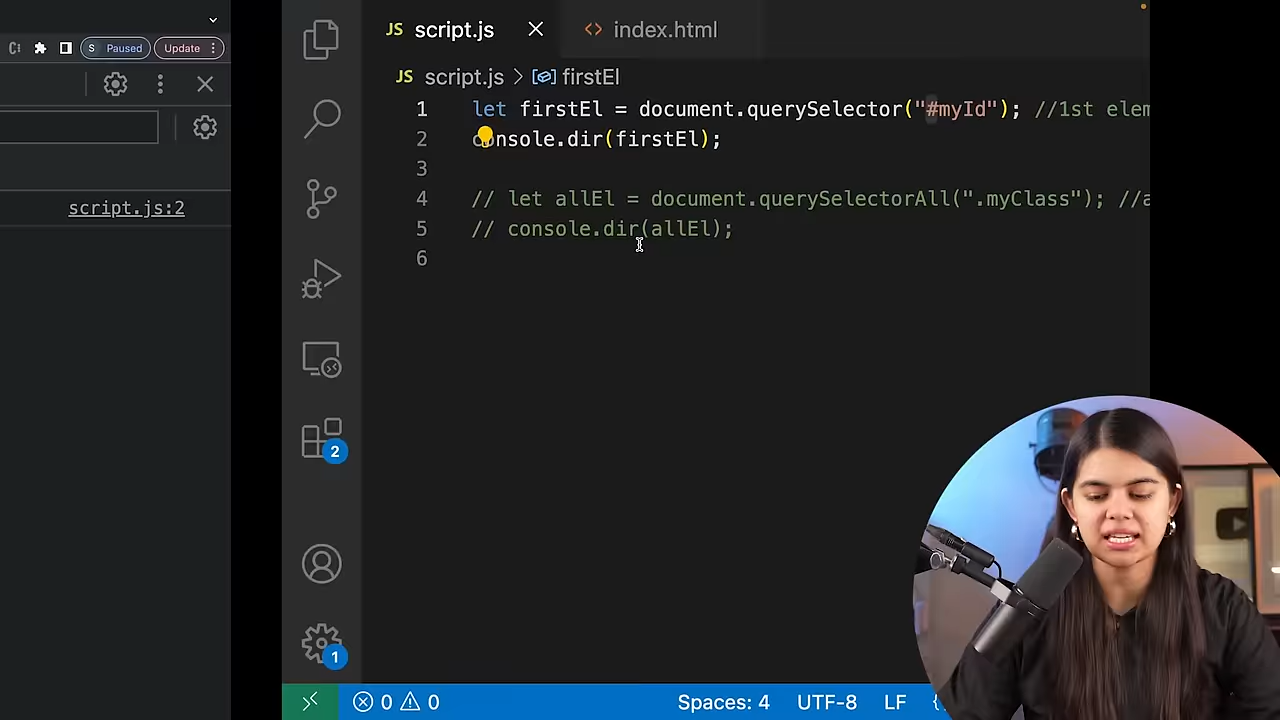 S Paused Update
script.js:2
JS script.js index.html
JS script.js > firstEl
1 let firstEl = document.querySelector("#myId"); //1st elem
2 console.dir(firstEl);
3
4 // let allEl = document.querySelectorAll(".myClass"); //a
5 // console.dir(allEl);
6
2
1
0 0 Spaces: 4 UTF-8 LF {